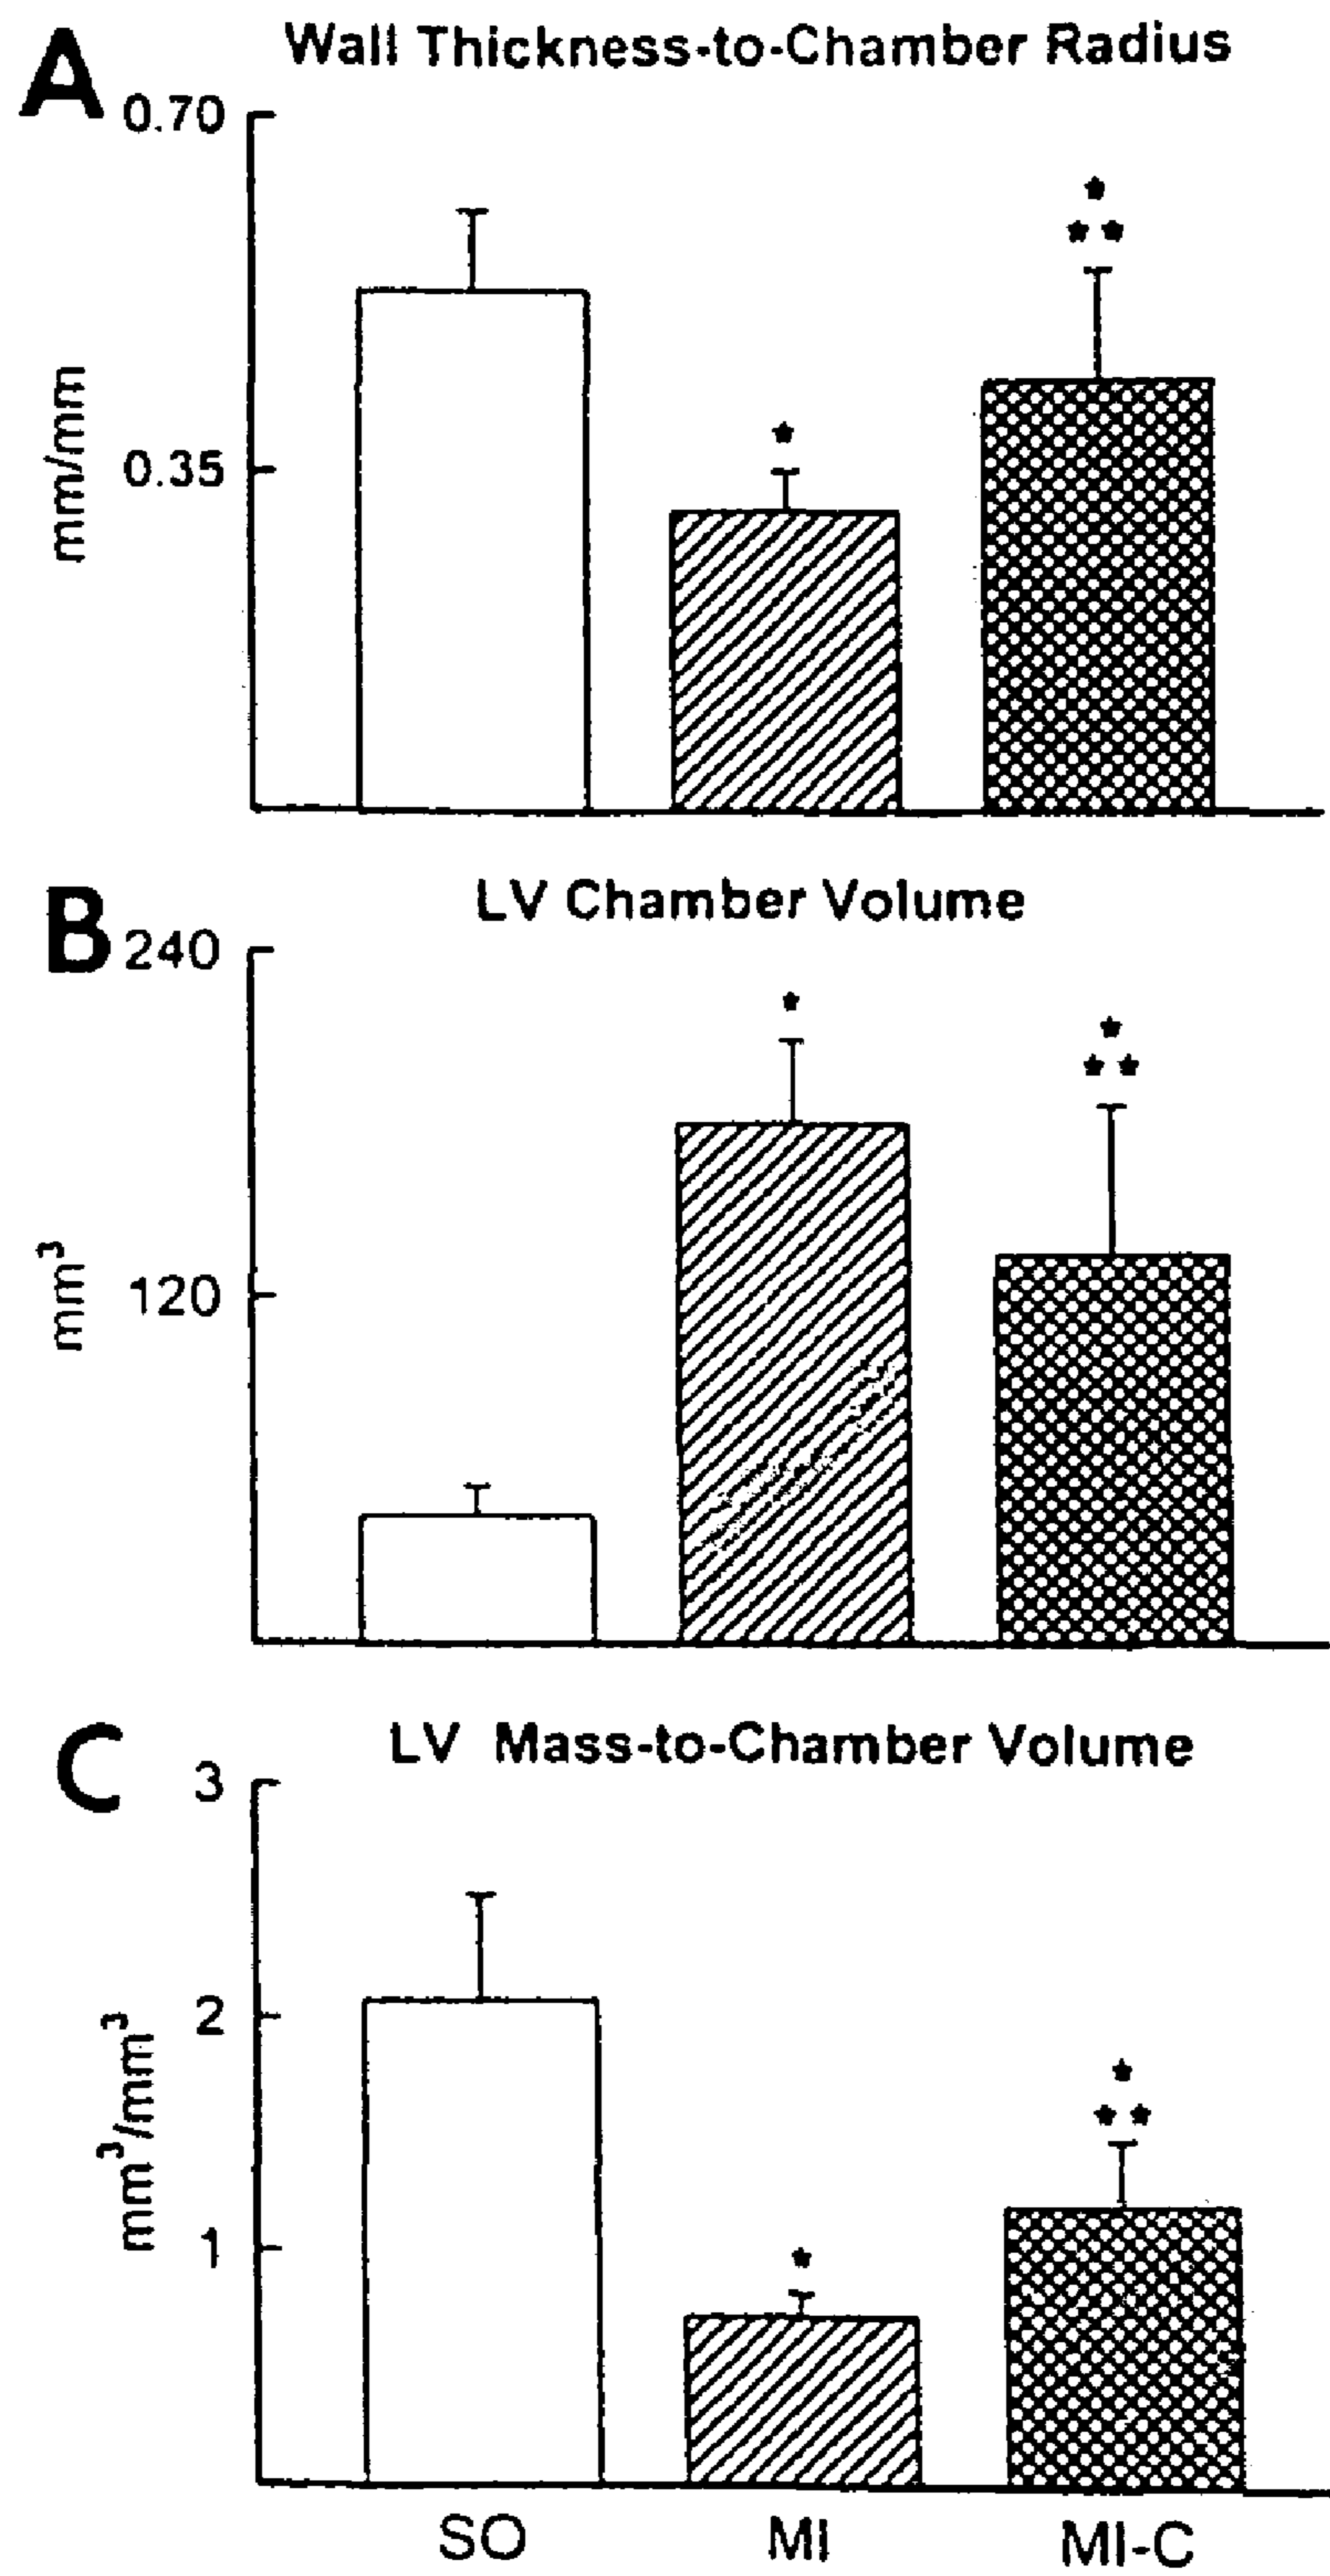 A
Wall Thickness-to-Chamber Radius
0.70
0.35
mm/mm
*
*
**
B
LV Chamber Volume
240
120
mm³
*
*
**
C
LV Mass-to-Chamber Volume
3
2
1
mm³/mm³
*
*
**
SO MI MI-C